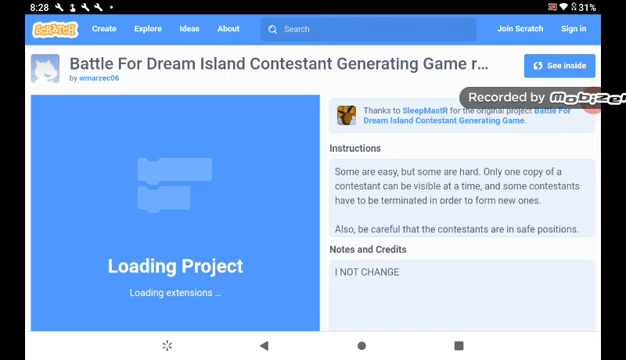 8:28
31%
SCRATCH Create Explore Ideas About Search Join Scratch Sign in
Battle For Dream Island Contestant Generating Game r...
by wmarzec06
See inside
Recorded by
Thanks to SleepMastR for the original project Battle For
Dream Island Contestant Generating Game.
Instructions
Some are easy, but some are hard. Only one copy of a
contestant can be visible at a time, and some contestants
have to be terminated in order to form new ones.
Also, be careful that the contestants are in safe positions.
Notes and Credits
I NOT CHANGE
Loading Project
Loading extensions ...